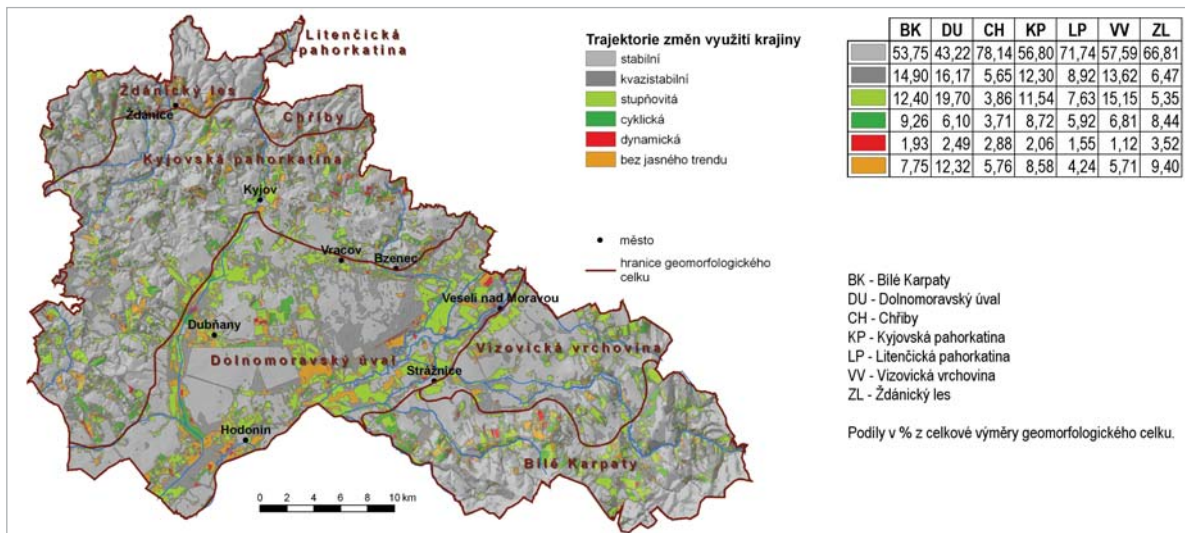 Litenčická
pahorkatina
Ždánický les
Ždánice
Chřiby
Kyjovská pahorkatina
Kyjov
Vracov
Bzenec
Veselí nad Moravou
Dubňany
Dolnomoravský úval
Vizovická vrchovina
Strážnice
Hodonín
Bílé Karpaty
0 2 4 6 8 10 km
Trajektorie změn využití krajiny
stabilní
kvazistabilní
stupňovitá
cyklická
dynamická
bez jasného trendu
město
hranice geomorfologického
celku
BK DU CH KP LP VV ZL
53,75 43,22 78,14 56,80 71,74 57,59 66,81
14,90 16,17 5,65 12,30 8,92 13,62 6,47
12,40 19,70 3,86 11,54 7,63 15,15 5,35
9,26 6,10 3,71 8,72 5,92 6,81 8,44
1,93 2,49 2,88 2,06 1,55 1,12 3,52
7,75 12,32 5,76 8,58 4,24 5,71 9,40
BK - Bílé Karpaty
DU - Dolnomoravský úval
CH - Chřiby
KP - Kyjovská pahorkatina
LP - Litenčická pahorkatina
VV - Vizovická vrchovina
ZL - Ždánický les
Podíly v % z celkové výměry geomorfologického celku.